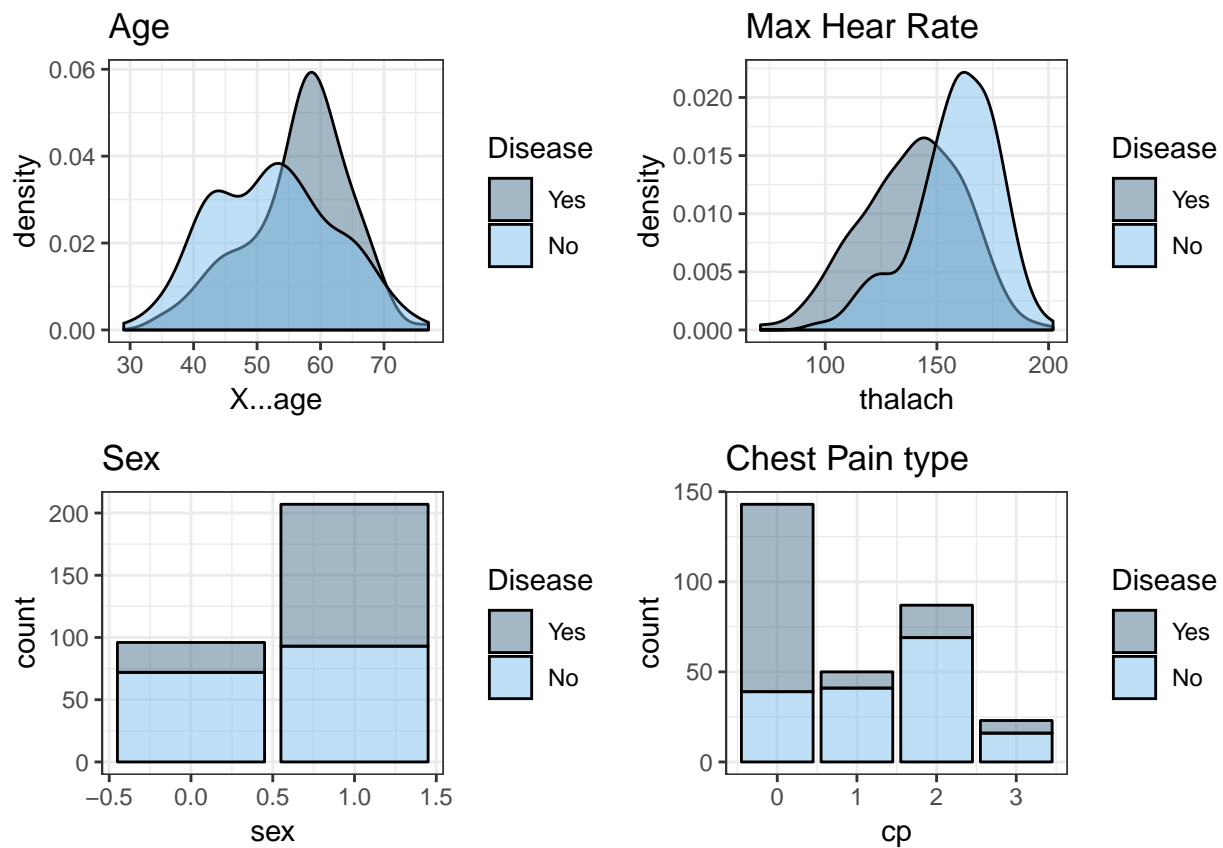 Age
0.06
0.04
0.02
0.00
density
30 40 50 60 70
X...age
Disease
Yes
No
Max Hear Rate
0.020
0.015
0.010
0.005
0.000
density
100 150 200
thalach
Disease
Yes
No
Sex
200
150
100
50
0
count
−0.5 0.0 0.5 1.0 1.5
sex
Disease
Yes
No
Chest Pain type
150
100
50
0
count
0 1 2 3
cp
Disease
Yes
No